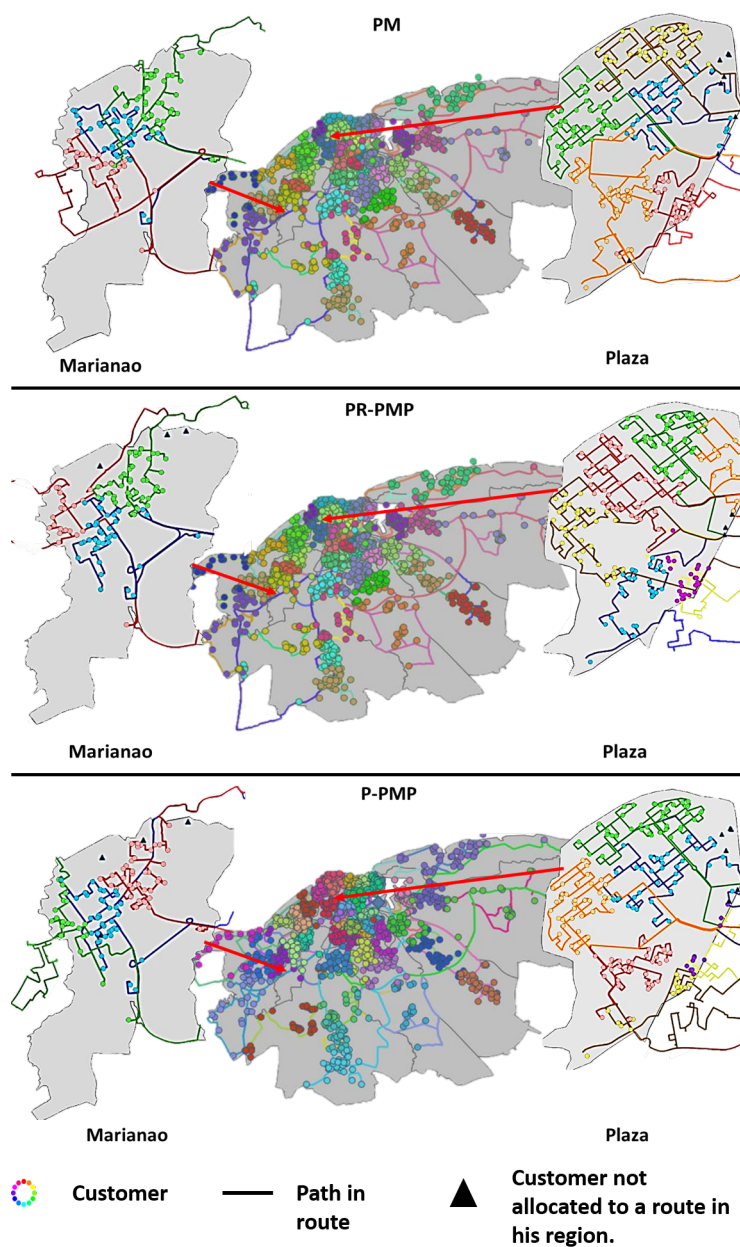 PM
Marianao
Plaza
PR-PMP
Marianao
Plaza
P-PMP
Marianao
Plaza
Customer
Path in
route
Customer not
allocated to a route in
his region.